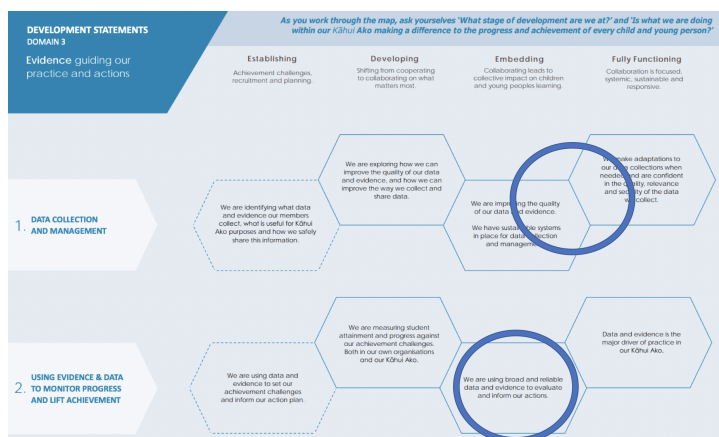 DEVELOPMENT STATEMENTS
DOMAIN 3
Evidence guiding our
practice and actions
As you work through the map, ask yourselves 'What stage of development are we at?' and 'Is what we are doing
within our Kāhui Ako making a difference to the progress and achievement of every child and young person?'
Establishing
Achievement challenges,
recruitment and planning.
Developing
Shifting from cooperating
to collaborating on what
matters most.
Embedding
Collaborating leads to
collective impact on children
and young peoples learning.
Fully Functioning
Collaboration is focused,
systemic, sustainable and
responsive.
1. DATA COLLECTION
AND MANAGEMENT
We are identifying what data
and evidence our members
collect, what is useful for Kāhui
Ako purposes and how we safely
share this information.
We are exploring how we can
improve the quality of our data
and evidence, and how we can
improve the way we collect and
share data.
We are improving the quality
of our data and evidence.
We have sustainable systems
in place for data collection
and management.
We make adaptations to
our data collections when
needed and are confident
in the quality, relevance
and security of the data
we collect.
2. USING EVIDENCE & DATA
TO MONITOR PROGRESS
AND LIFT ACHIEVEMENT
We are using data and
evidence to set our
achievement challenges
and inform our action plan.
We are measuring student
attainment and progress against
our achievement challenges.
Both in our own organisations
and our Kāhui Ako.
We are using broad and reliable
data and evidence to evaluate
and inform our actions.
Data and evidence is the
major driver of practice in
our Kāhui Ako.